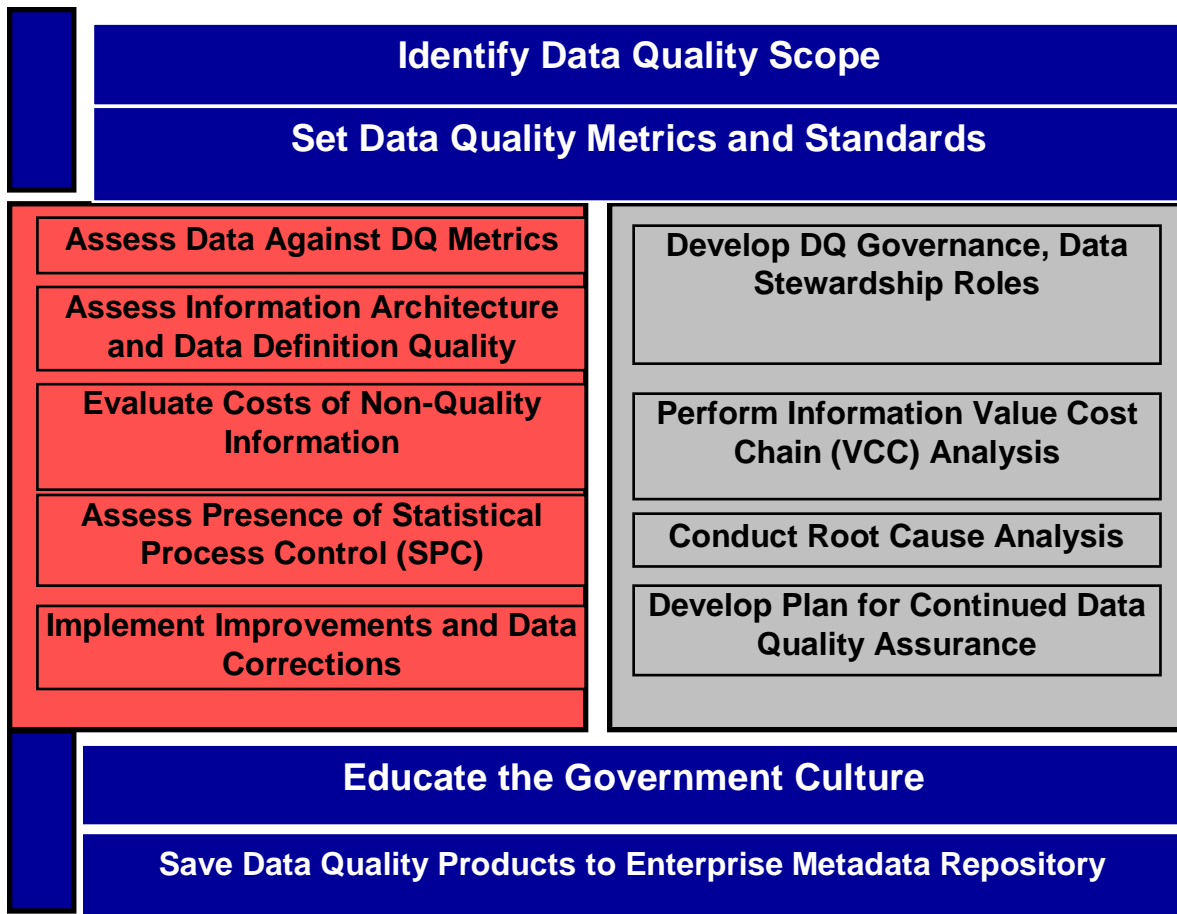 Identify Data Quality Scope
Set Data Quality Metrics and Standards
Assess Data Against DQ Metrics
Assess Information Architecture
and Data Definition Quality
Evaluate Costs of Non-Quality
Information
Assess Presence of Statistical
Process Control (SPC)
Implement Improvements and Data
Corrections
Develop DQ Governance, Data
Stewardship Roles
Perform Information Value Cost
Chain (VCC) Analysis
Conduct Root Cause Analysis
Develop Plan for Continued Data
Quality Assurance
Educate the Government Culture
Save Data Quality Products to Enterprise Metadata Repository